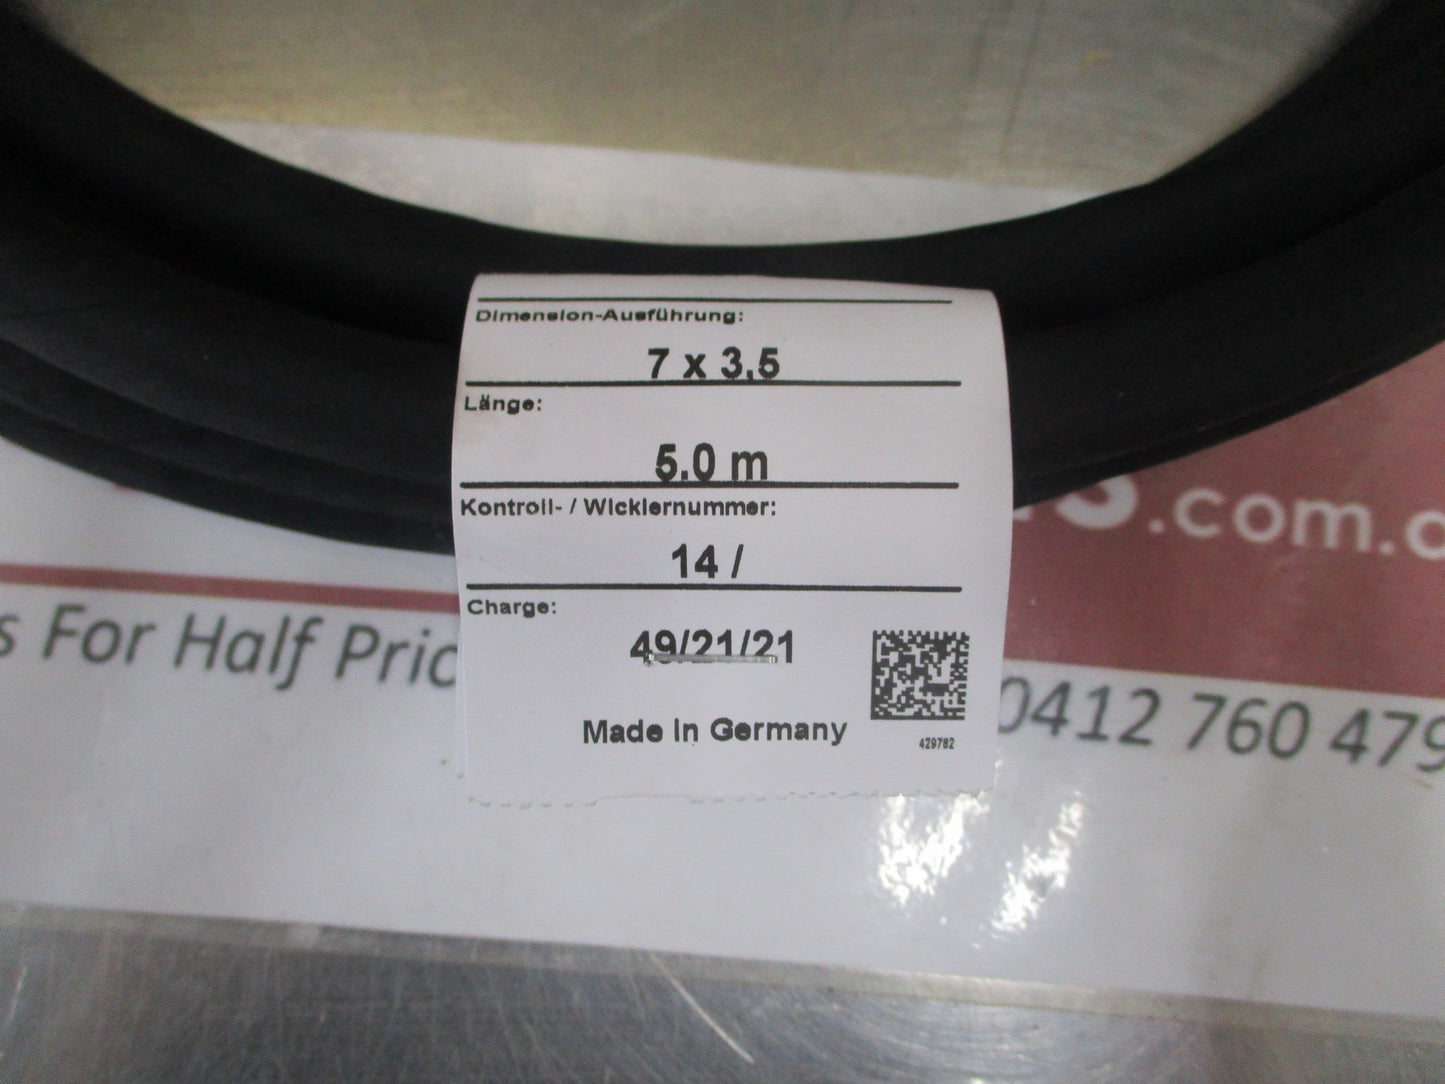 Dimension-Ausführung:
7 x 3,5
Länge:
5.0 m
Kontroll- / Wicklernummer:
14 /
Charge:
49/21/21
Made in Germany
429782
.com.a
s For Half Pric
0412 760 479